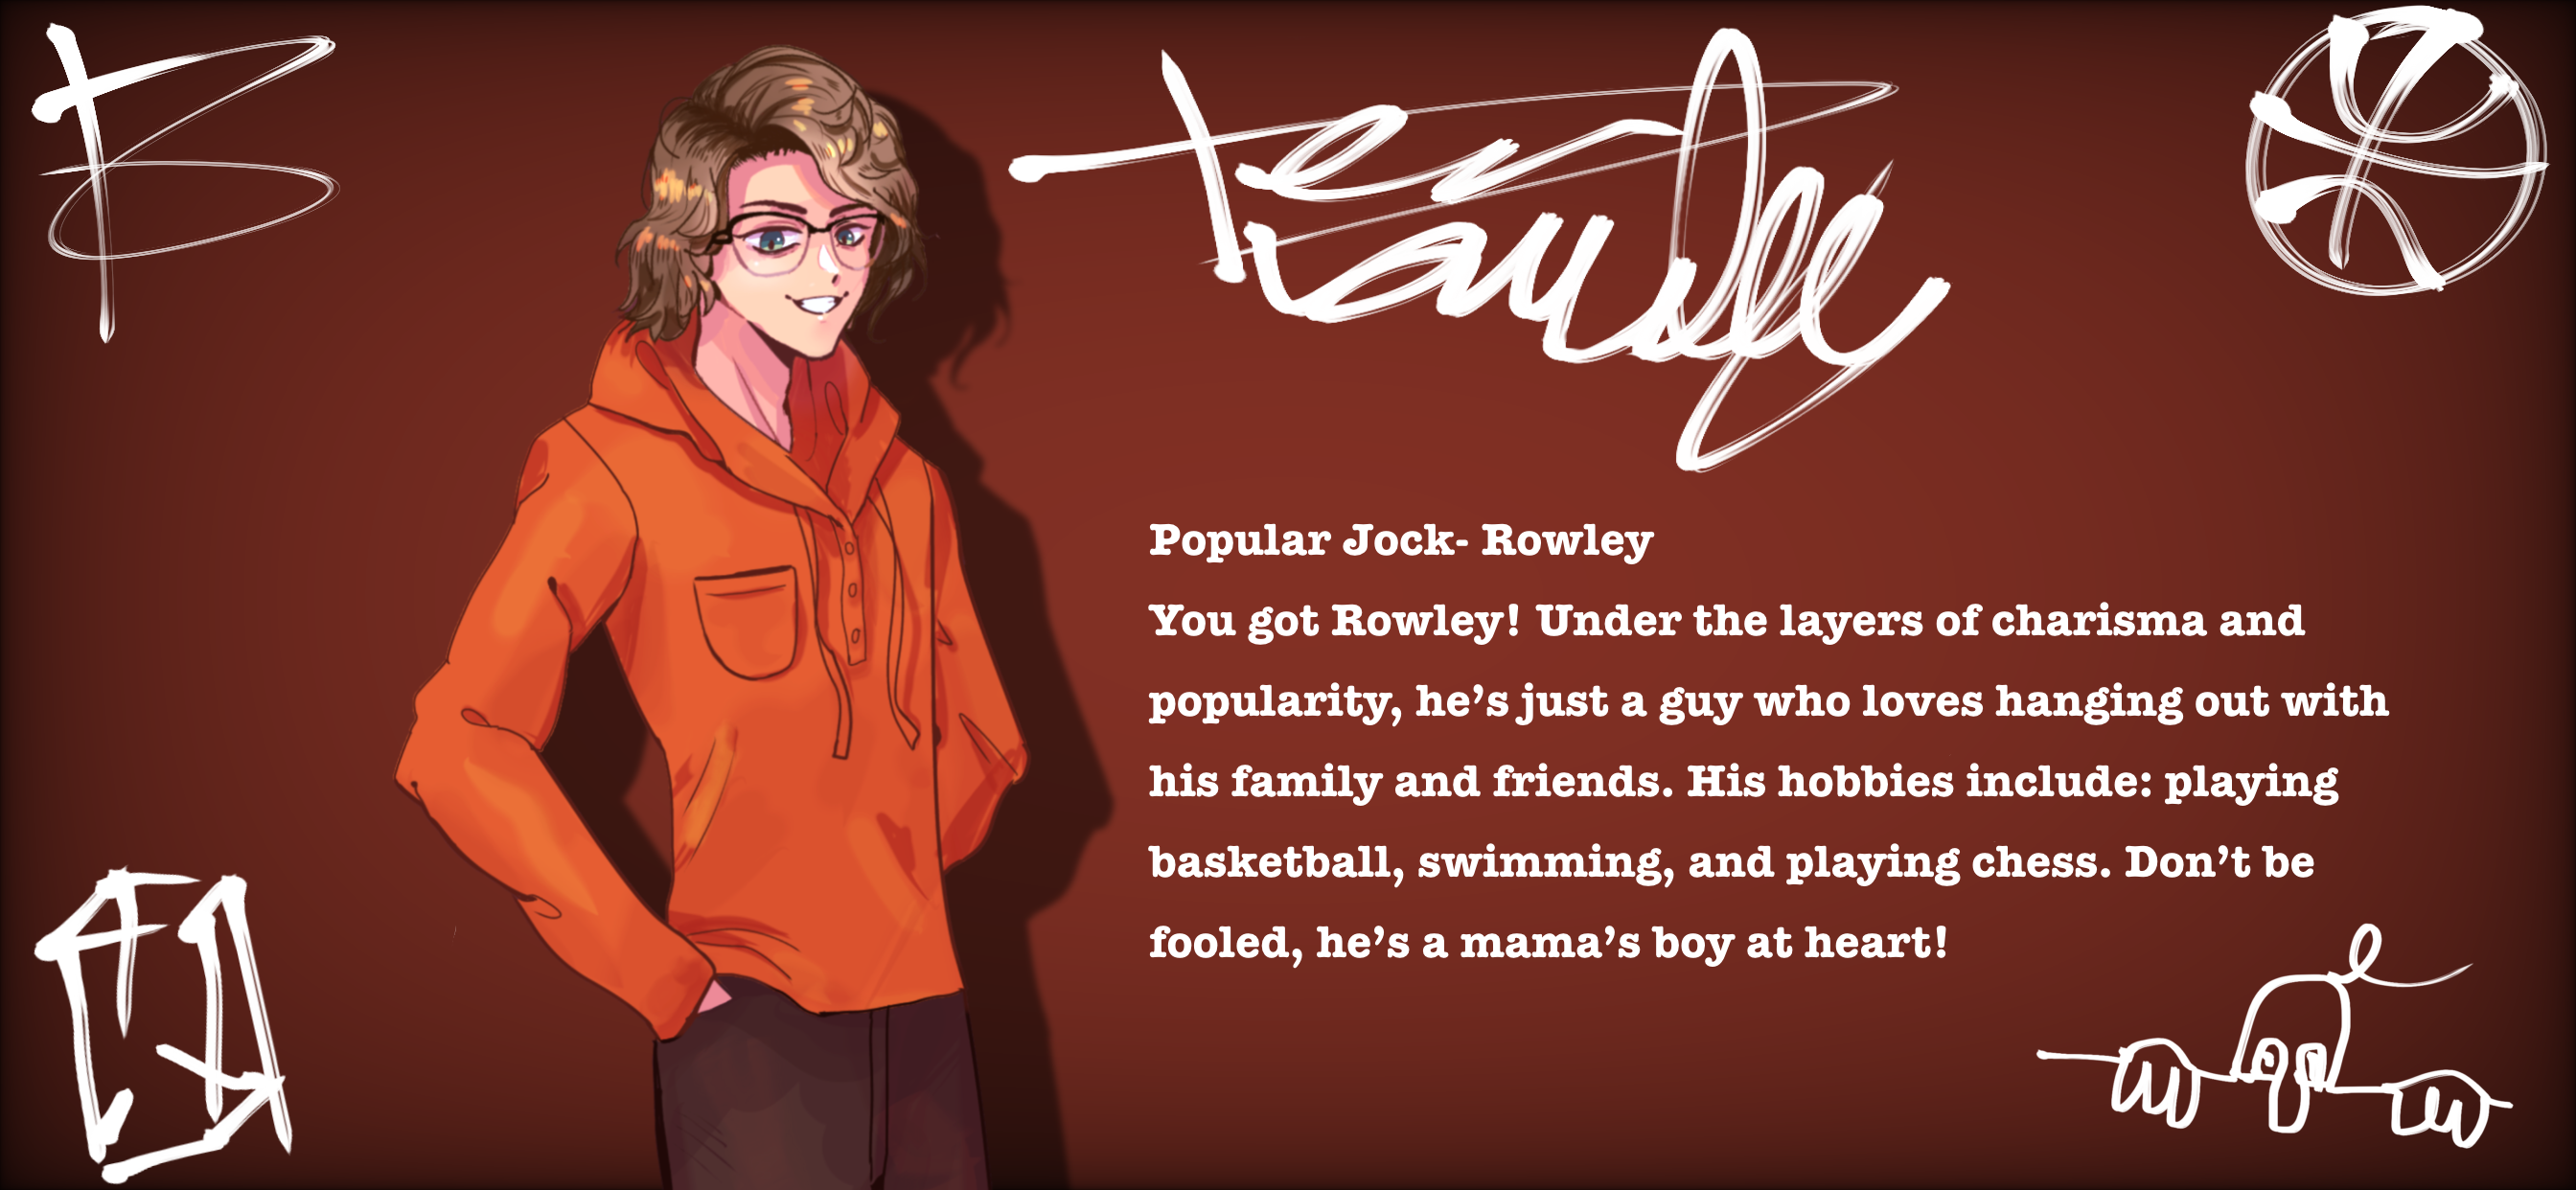 Popular Jock- Rowley
You got Rowley! Under the layers of charisma and
popularity, he’s just a guy who loves hanging out with
his family and friends. His hobbies include: playing
basketball, swimming, and playing chess. Don’t be
fooled, he’s a mama’s boy at heart!